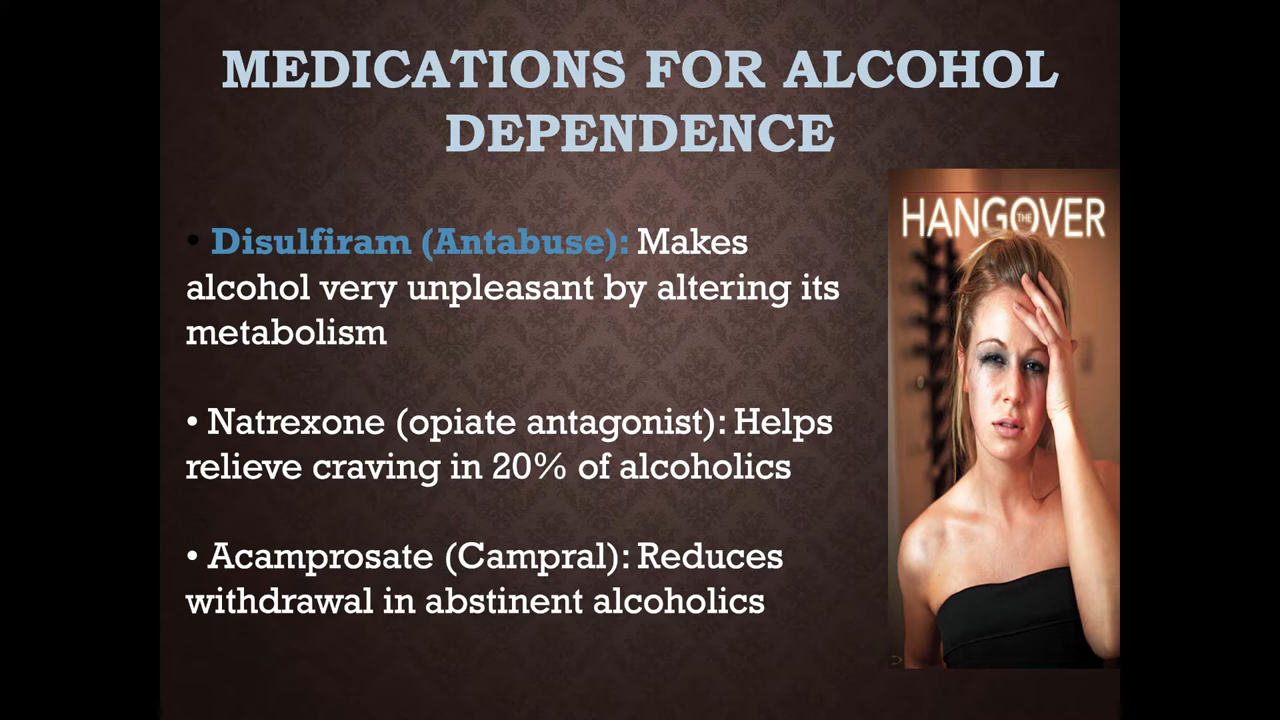 MEDICATIONS FOR ALCOHOL
DEPENDENCE
• Disulfiram (Antabuse): Makes
alcohol very unpleasant by altering its
metabolism
• Natrexone (opiate antagonist): Helps
relieve craving in 20% of alcoholics
• Acamprosate (Campral): Reduces
withdrawal in abstinent alcoholics
THE
HANGOVER